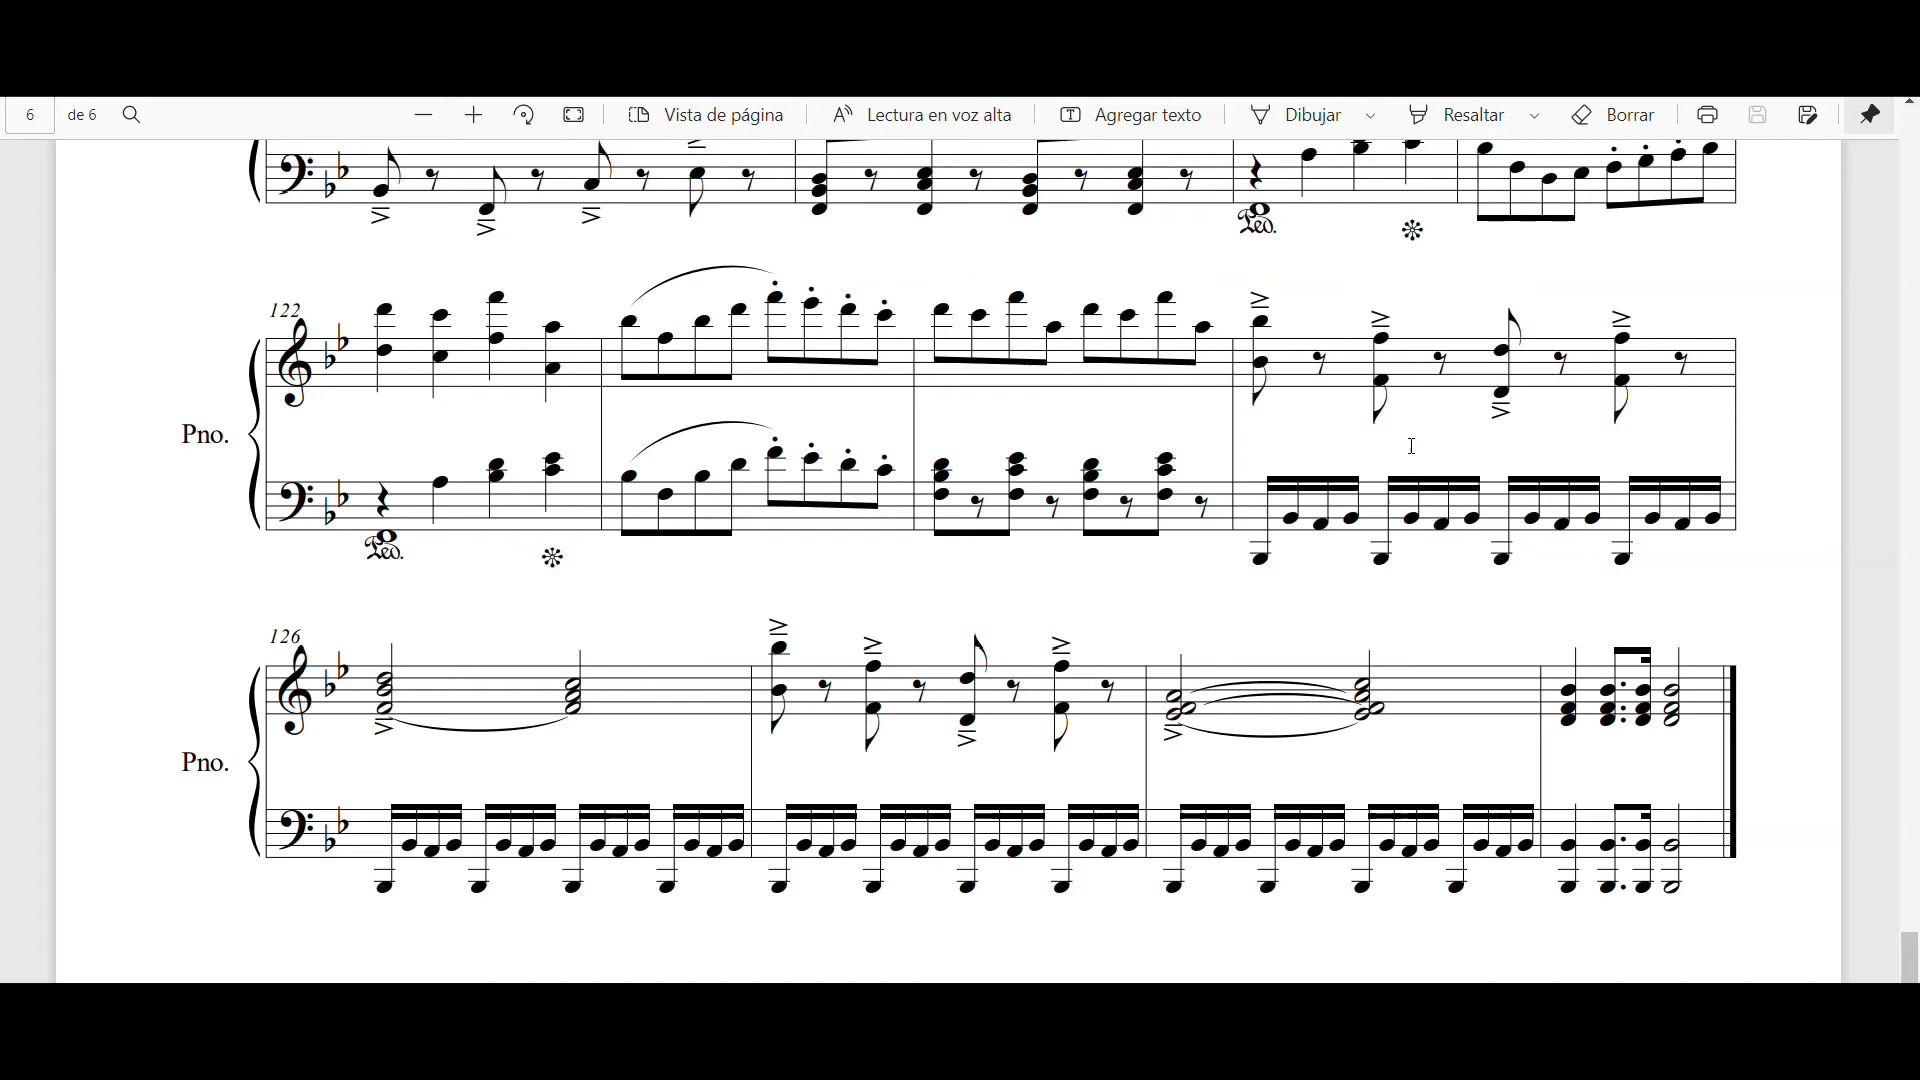 6 de 6 Vista de página Lectura en voz alta Agregar texto Dibujar Resaltar Borrar
122
Pno.
126
Pno.